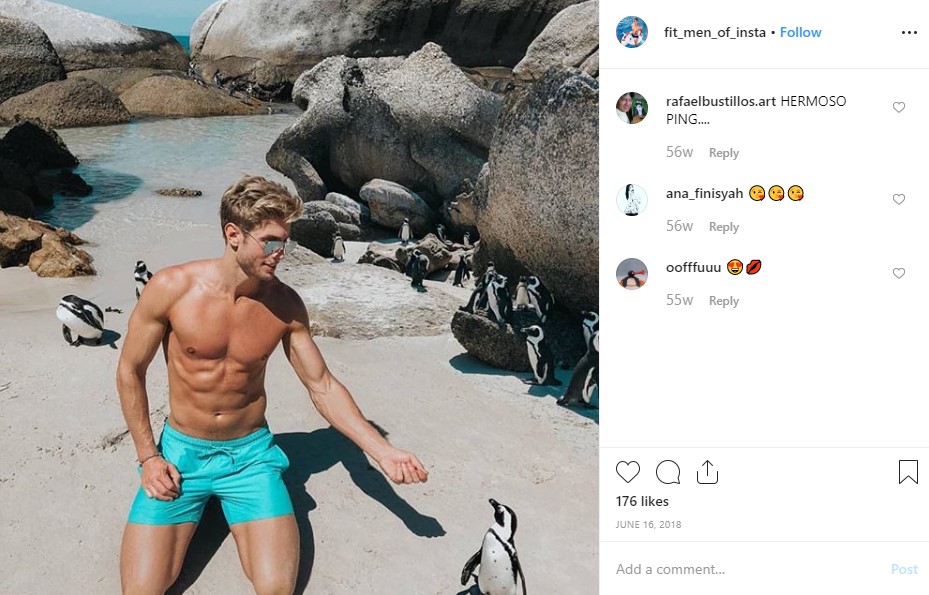 fit_men_of_insta • Follow
rafaelbustillos.art HERMOSO
PING....
56w Reply
ana_finisyah 😘😘😘
56w Reply
oofffuuu 🤩💋
55w Reply
176 likes
JUNE 16, 2018
Add a comment... Post